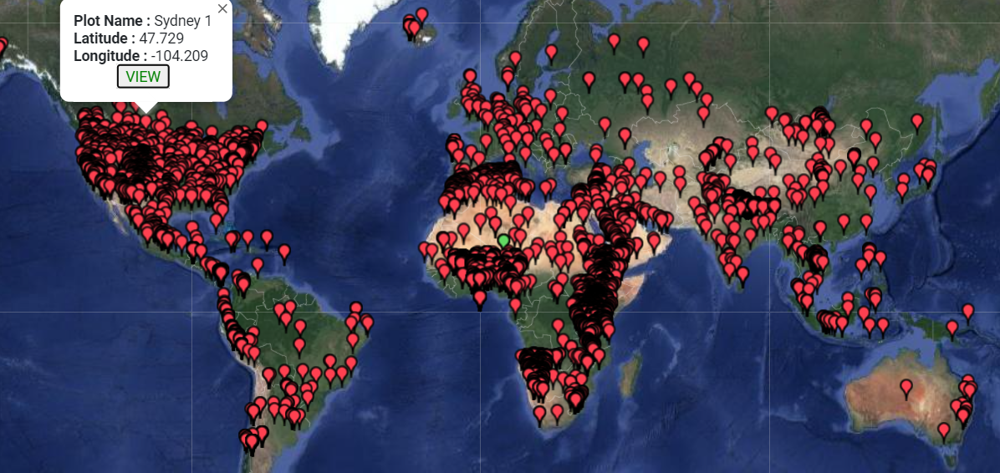 Plot Name : Sydney 1
Latitude : 47.729
Longitude : -104.209
VIEW